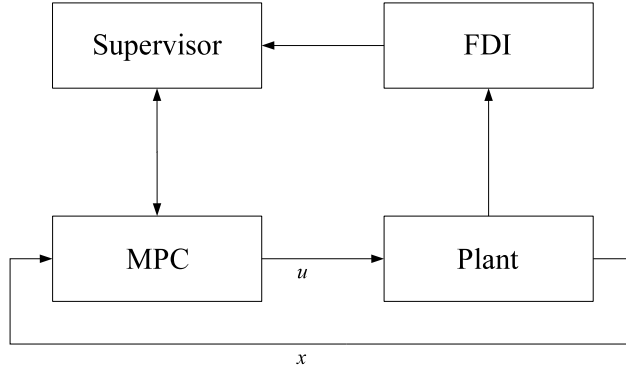 Supervisor
FDI
MPC
u
Plant
x